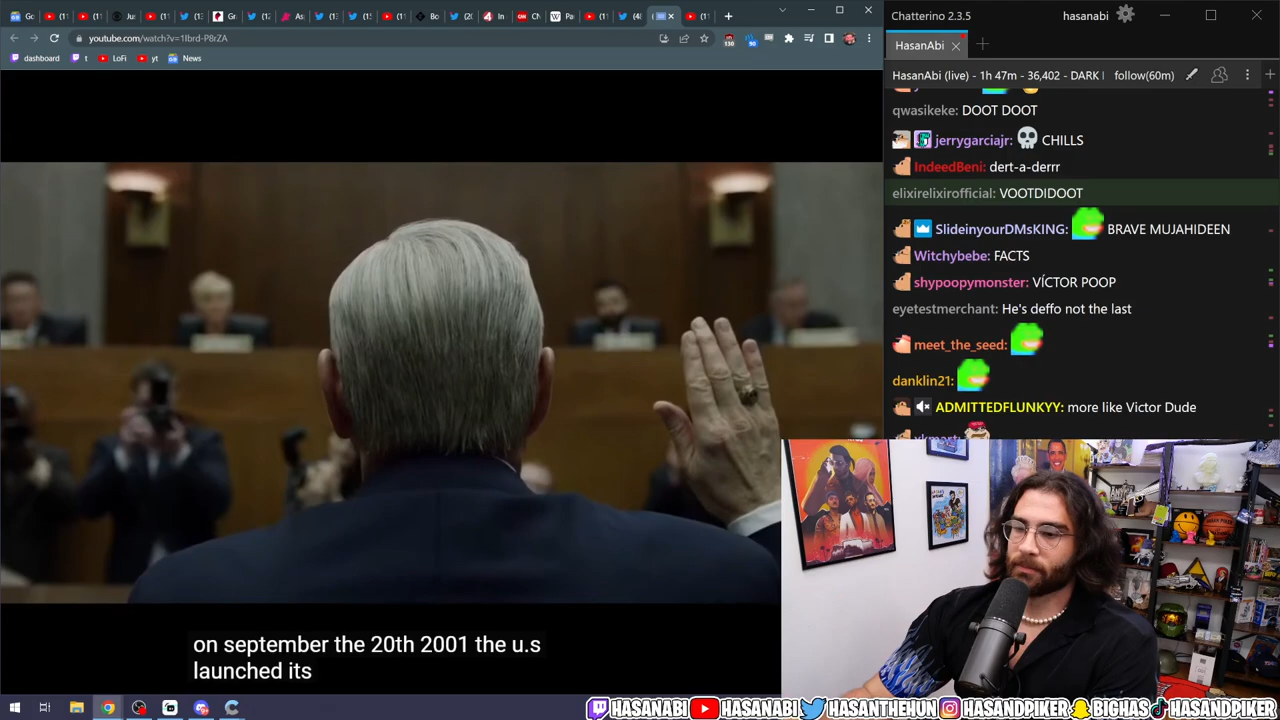 Chatterino 2.3.5
hasanabi
youtube.com/watch?v=1Ibrd-P8rZA
HasanAbi
dashboard
t
LoFi
yt
News
HasanAbi (live) - 1h 47m - 36,402 - DARK
follow(60m)
qwasikeke: DOOT DOOT
jerrygarciajr: CHILLS
IndeedBeni: dert-a-derrr
elixirelixirofficial: VOOTDIDOOT
SlideinyourDMsKING: BRAVE MUJAHIDEEN
Witchybebe: FACTS
shypoopymonster: VÍCTOR POOP
eyetestmerchant: He's deffo not the last
meet_the_seed:
danklin21:
ADMITTEDFLUNKYY: more like Victor Dude
on september the 20th 2001 the u.s
launched its
HASANABI
HASANABI
HASANTHEHUN
HASANDPIKER
BIGHAS
HASANDPIKER